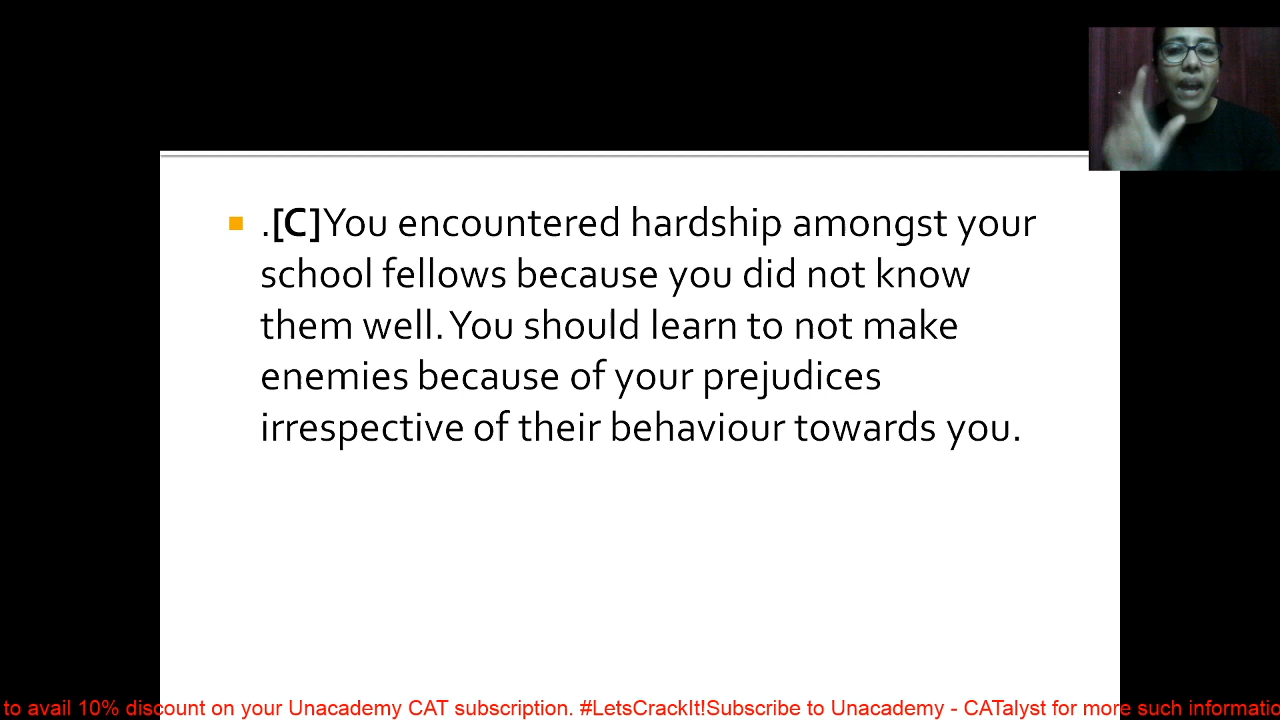 .[C]You encountered hardship amongst your
school fellows because you did not know
them well. You should learn to not make
enemies because of your prejudices
irrespective of their behaviour towards you.
to avail 10% discount on your Unacademy CAT subscription. #LetsCrackIt!Subscribe to Unacademy - CATalyst for more such informatio